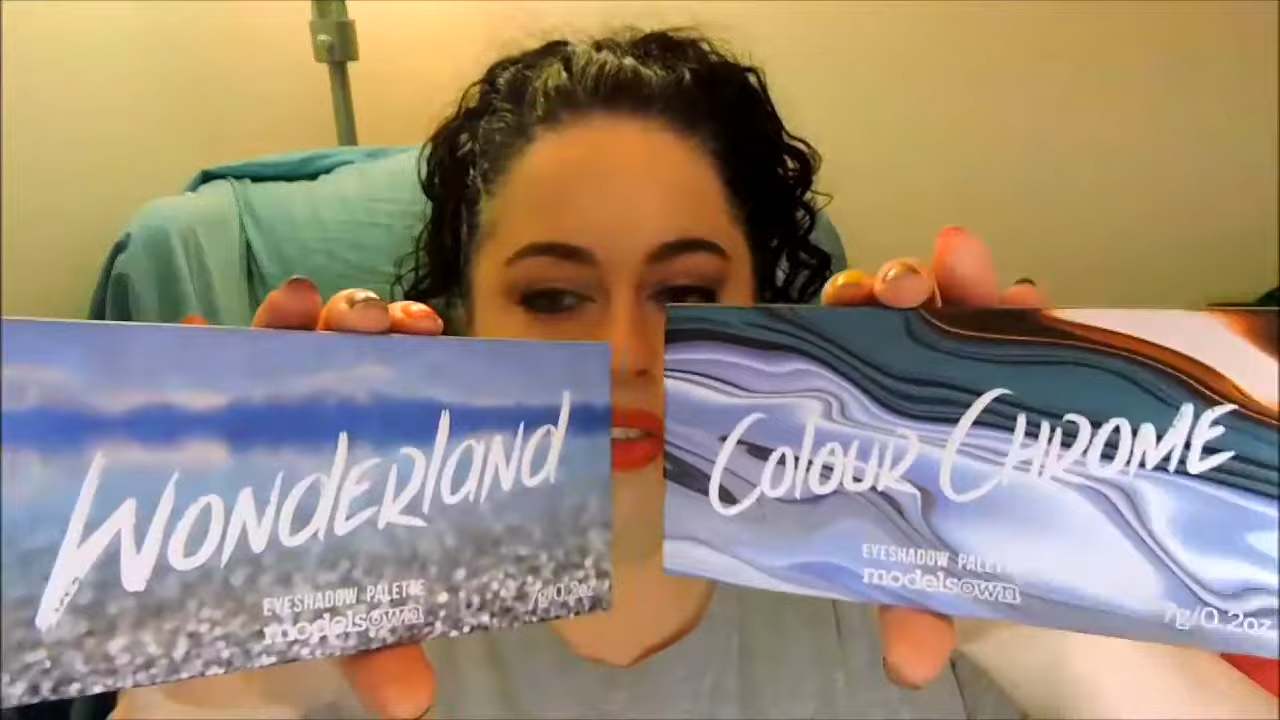 Wonderland
EYESHADOW PALETTE
modelsown
7g/0.2oz
Colour Chrome
EYESHADOW PALETTE
modelsown
7g/0.2oz